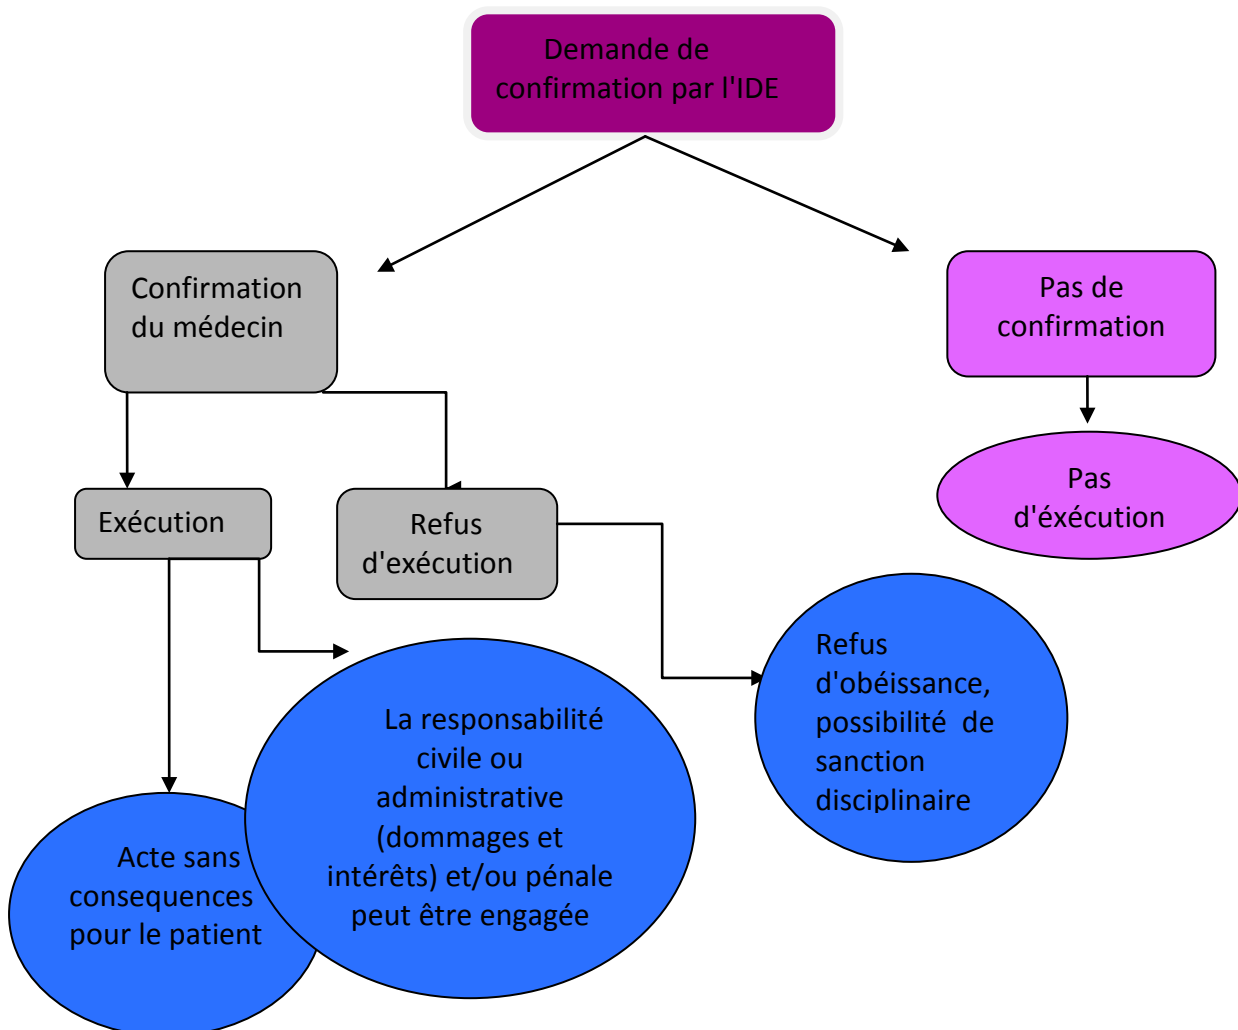 Demande de
confirmation par l'IDE
Confirmation
du médecin
Pas de
confirmation
Exécution
Refus
d'exécution
Pas
d'éxécution
Refus
d'obéissance,
possibilité de
sanction
disciplinaire
La responsabilité
civile ou
administrative
(dommages et
intérêts) et/ou pénale
peut être engagée
Acte sans
consequences
pour le patient